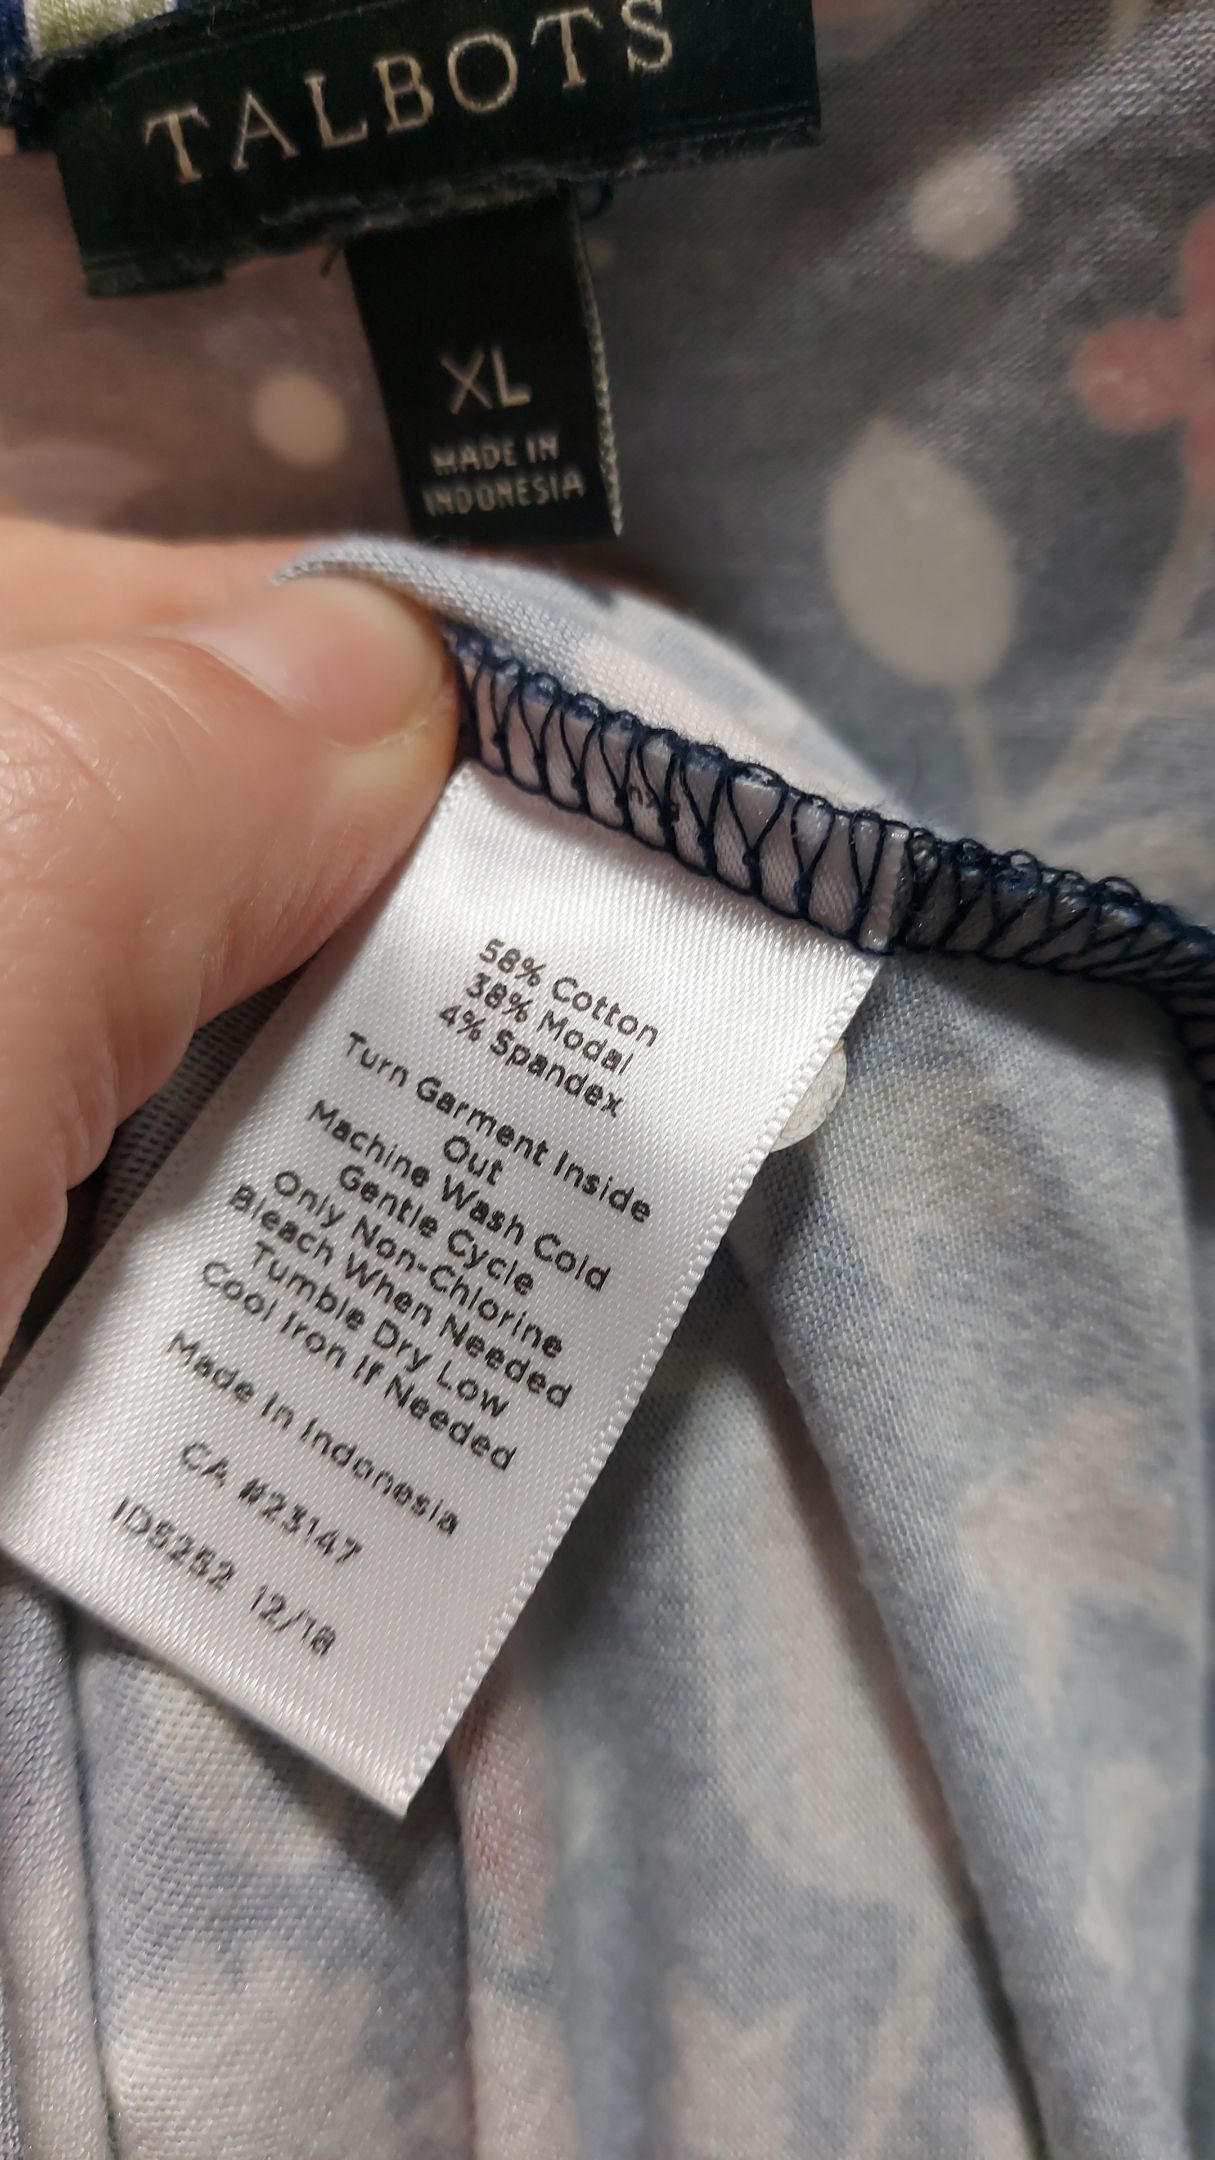 TALBOTS
XL
MADE IN
INDONESIA
58% Cotton
38% Modal
4% Spandex
Turn Garment Inside
Out
Machine Wash Cold
Gentle Cycle
Only Non-Chlorine
Bleach When Needed
Tumble Dry Low
Cool Iron If Needed
Made In Indonesia
CA #23147
IDS252 12/18